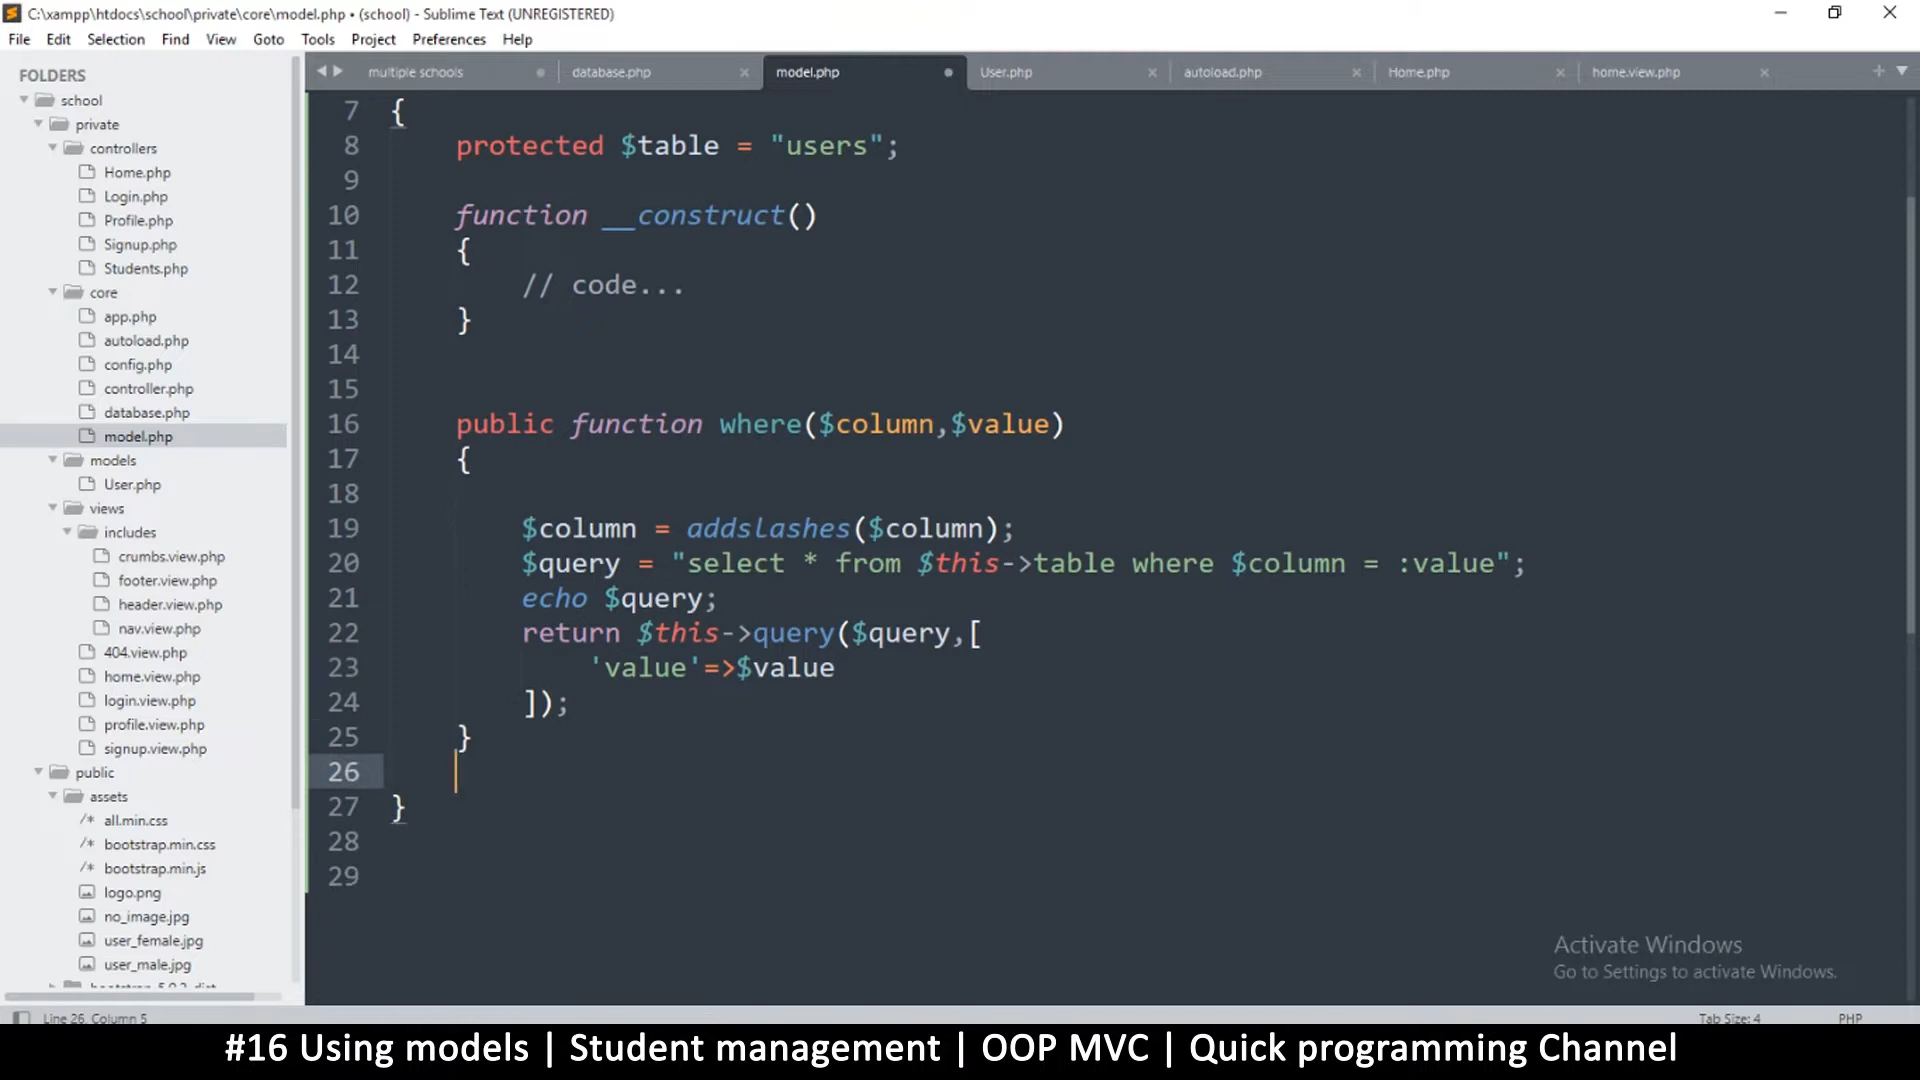 C:\xampp\htdocs\school\private\core\model.php • (school) - Sublime Text (UNREGISTERED)
File Edit Selection Find View Goto Tools Project Preferences Help
FOLDERS
school
private
controllers
Home.php
Login.php
Profile.php
Signup.php
Students.php
core
app.php
autoload.php
config.php
controller.php
database.php
model.php
models
User.php
views
includes
crumbs.view.php
footer.view.php
header.view.php
nav.view.php
404.view.php
home.view.php
login.view.php
profile.view.php
signup.view.php
public
assets
/* all.min.css
/* bootstrap.min.css
/* bootstrap.min.js
logo.png
no_image.jpg
user_female.jpg
user_male.jpg
multiple schools database.php model.php User.php autoload.php Home.php home.view.php
7 {
8 protected $table = "users";
9
10 function __construct()
11 {
12 // code...
13 }
14
15
16 public function where($column,$value)
17 {
18
19 $column = addslashes($column);
20 $query = "select * from $this->table where $column = :value";
21 echo $query;
22 return $this->query($query,[
23 'value'=>$value
24 ]);
25 }
26
27 }
28
29
Activate Windows
Go to Settings to activate Windows.
Line 26, Column 5 Tab Size: 4 PHP
#16 Using models | Student management | OOP MVC | Quick programming Channel